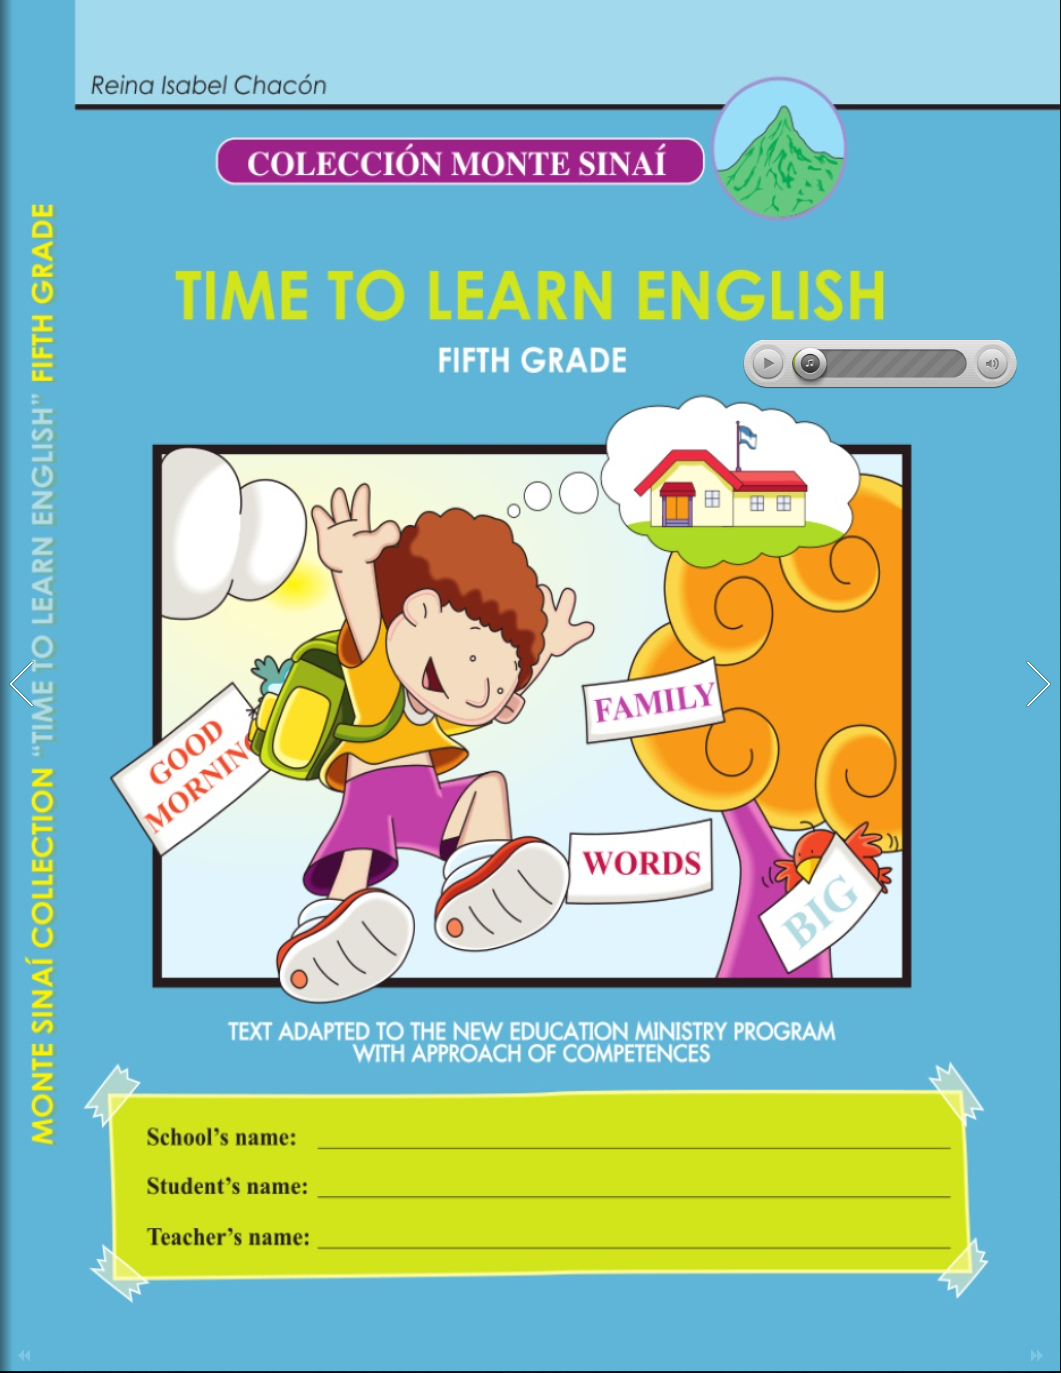 Reina Isabel Chacón
COLECCIÓN MONTE SINAÍ
TIME TO LEARN ENGLISH
FIFTH GRADE
MONTE SINAÍ COLLECTION “TIME TO LEARN ENGLISH” FIFTH GRADE
GOOD
MORNING
FAMILY
WORDS
BIG
TEXT ADAPTED TO THE NEW EDUCATION MINISTRY PROGRAM
WITH APPROACH OF COMPETENCES
School’s name:
Student’s name:
Teacher’s name: